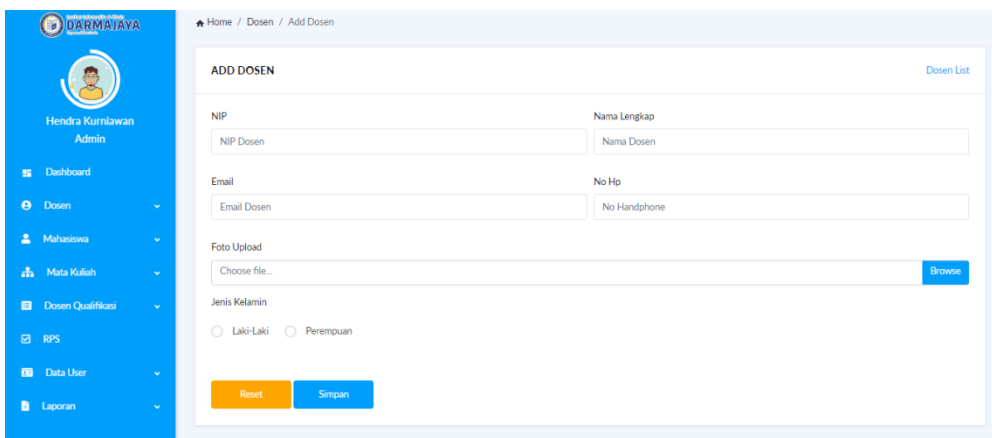 DARMAJAYA
Hendra Kurniawan
Admin
Dashboard
Dosen
Mahasiswa
Mata Kuliah
Dosen Qualifikasi
RPS
Data User
Laporan
Home / Dosen / Add Dosen
ADD DOSEN
Dosen List
NIP
NIP Dosen
Nama Lengkap
Nama Dosen
Email
Email Dosen
No Hp
No Handphone
Foto Upload
Choose file...
Browse
Jenis Kelamin
Laki-Laki
Perempuan
Reset
Simpan